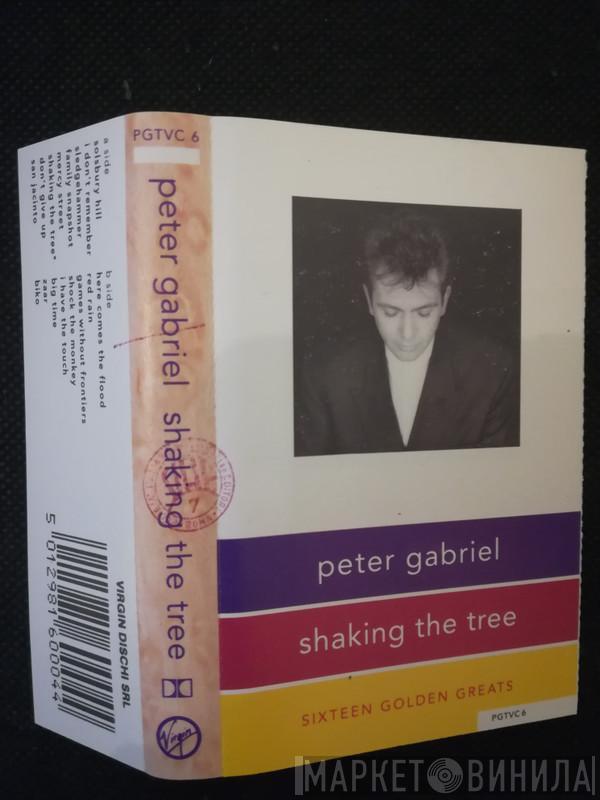 a side
solsbury hill
i don't remember
sledgehammer
family snapshot
mercy street
shaking the tree*
don't give up
san jacinto
b side
here comes the flood
red rain
games without frontiers
shock the monkey
i have the touch
big time
zaar
biko
5 012981 600044
VIRGIN DISCHI SRL
PGTVC 6
peter gabriel shaking the tree
Virgin
peter gabriel
shaking the tree
SIXTEEN GOLDEN GREATS
PGTVC 6
МАРКЕТ ВИНИЛА